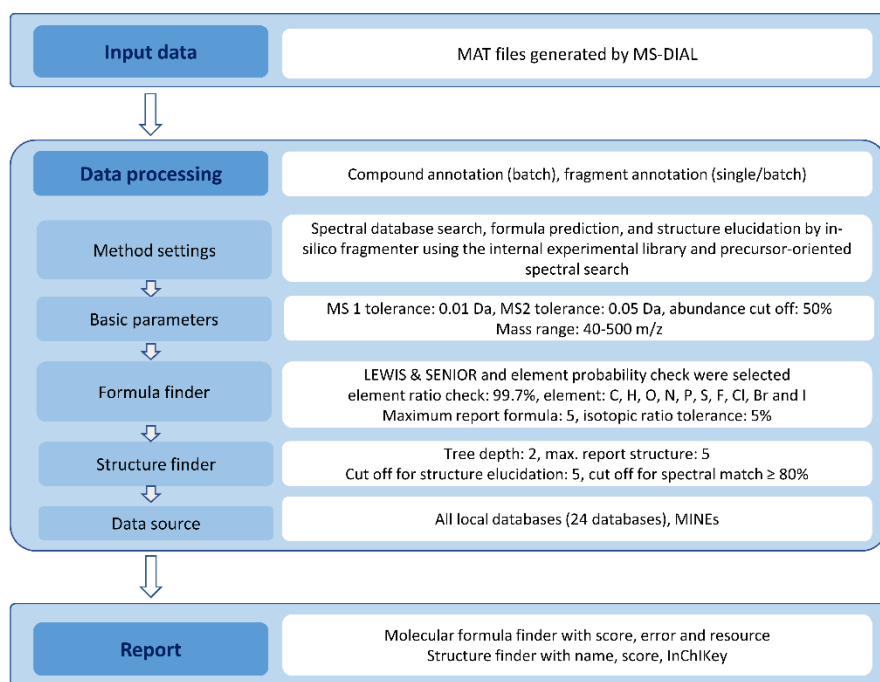 Input data
MAT files generated by MS-DIAL
Data processing
Compound annotation (batch), fragment annotation (single/batch)
Method settings
Spectral database search, formula prediction, and structure elucidation by in-
silico fragmenter using the internal experimental library and precursor-oriented
spectral search
Basic parameters
MS 1 tolerance: 0.01 Da, MS2 tolerance: 0.05 Da, abundance cut off: 50%
Mass range: 40-500 m/z
Formula finder
LEWIS & SENIOR and element probability check were selected
element ratio check: 99.7%, element: C, H, O, N, P, S, F, Cl, Br and I
Maximum report formula: 5, isotopic ratio tolerance: 5%
Structure finder
Tree depth: 2, max. report structure: 5
Cut off for structure elucidation: 5, cut off for spectral match ≥ 80%
Data source
All local databases (24 databases), MINEs
Report
Molecular formula finder with score, error and resource
Structure finder with name, score, InChIKey